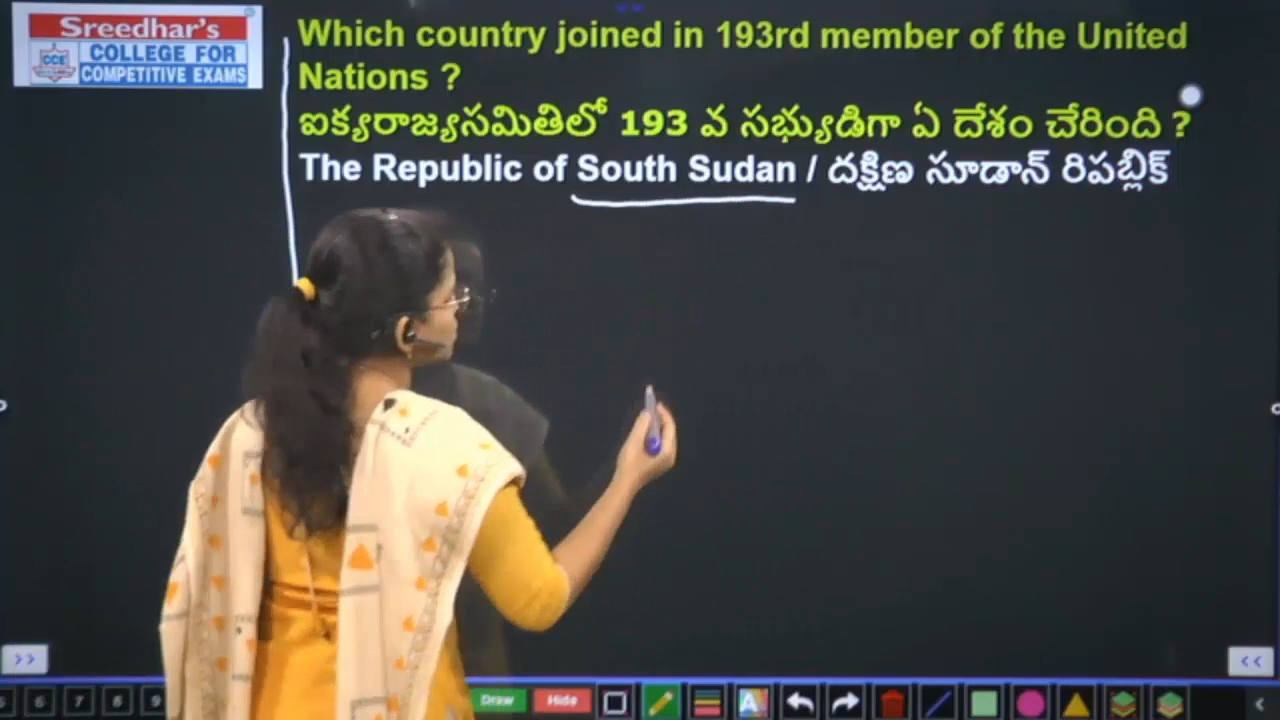 Sreedhar's
CCE
COLLEGE FOR
COMPETITIVE EXAMS
Which country joined in 193rd member of the United
Nations ?
ఐక్యరాజ్యసమితిలో 193 వ సభ్యుడిగా ఏ దేశం చేరింది ?
The Republic of South Sudan / దక్షిణ సూడాన్ రిపబ్లిక్
>>
<<
6 7 8 9
Draw Hide